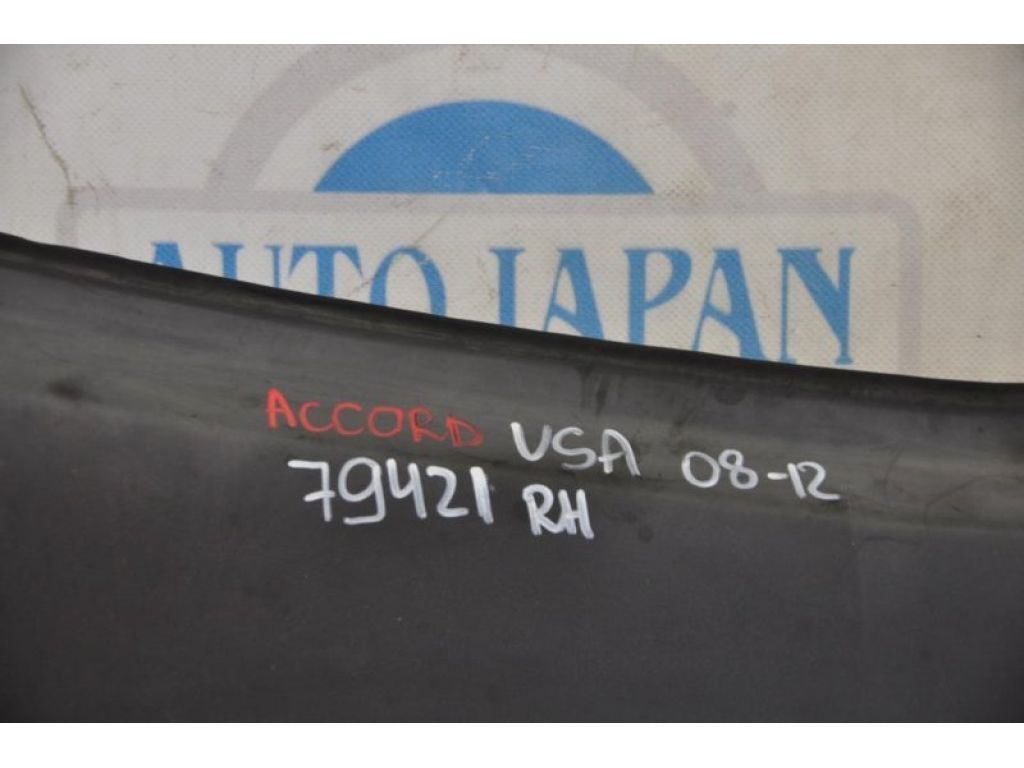 AUTO JAPAN
ACCORD USA 08-12
79421 RH